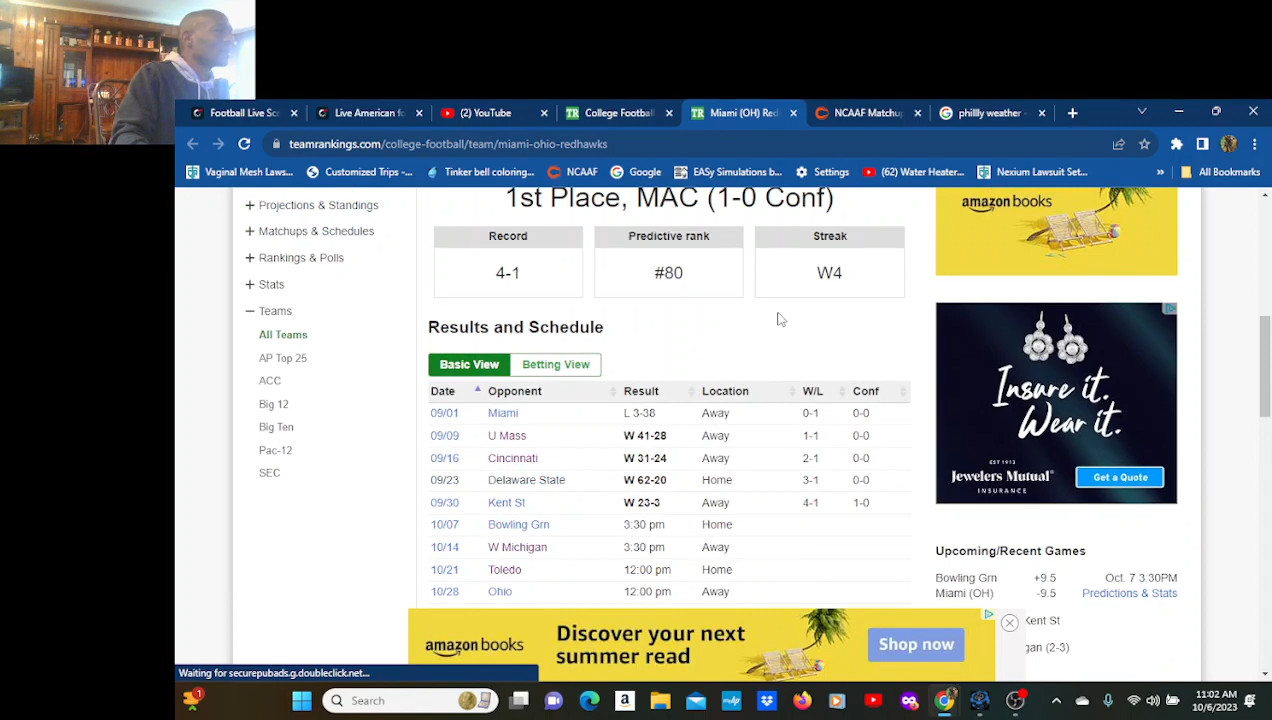 Football Live Sc
Live American fo
(2) YouTube
College Football
Miami (OH) Red
NCAAF Matchup
phillly weather -
teamrankings.com/college-football/team/miami-ohio-redhawks
Vaginal Mesh Laws...
Customized Trips -...
Tinker bell coloring...
NCAAF
Google
EASy Simulations b...
Settings
(62) Water Heater...
Nexium Lawsuit Set...
»
All Bookmarks
+ Projections & Standings
+ Matchups & Schedules
+ Rankings & Polls
+ Stats
− Teams
All Teams
AP Top 25
ACC
Big 12
Big Ten
Pac-12
SEC
1st Place, MAC (1-0 Conf)
Record Predictive rank Streak
4-1 #80 W4
Results and Schedule
Basic View Betting View
Date Opponent Result Location W/L Conf
09/01 Miami L 3-38 Away 0-1 0-0
09/09 U Mass W 41-28 Away 1-1 0-0
09/16 Cincinnati W 31-24 Away 2-1 0-0
09/23 Delaware State W 62-20 Home 3-1 0-0
09/30 Kent St W 23-3 Away 4-1 1-0
10/07 Bowling Grn 3:30 pm Home
10/14 W Michigan 3:30 pm Away
10/21 Toledo 12:00 pm Home
10/28 Ohio 12:00 pm Away
amazon books
Insure it.
Wear it.
EST 1913
Jewelers Mutual
INSURANCE
Get a Quote
Upcoming/Recent Games
Bowling Grn +9.5 Oct. 7 3:30PM
Miami (OH) -9.5 Predictions & Stats
Kent St
gan (2-3)
amazon books
Discover your next
summer read
Shop now
Waiting for securepubads.g.doubleclick.net...
1
Search
11:02 AM
10/6/2023